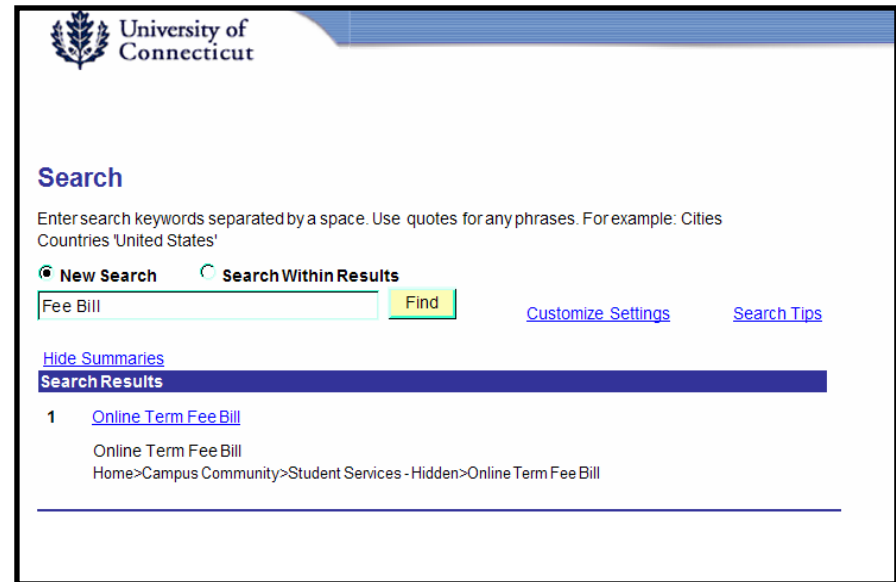 University of
Connecticut
Search
Enter search keywords separated by a space. Use quotes for any phrases. For example: Cities
Countries 'United States'
New Search Search Within Results
Fee Bill Find Customize Settings Search Tips
Hide Summaries
Search Results
1 Online Term Fee Bill
Online Term Fee Bill
Home>Campus Community>Student Services - Hidden>Online Term Fee Bill